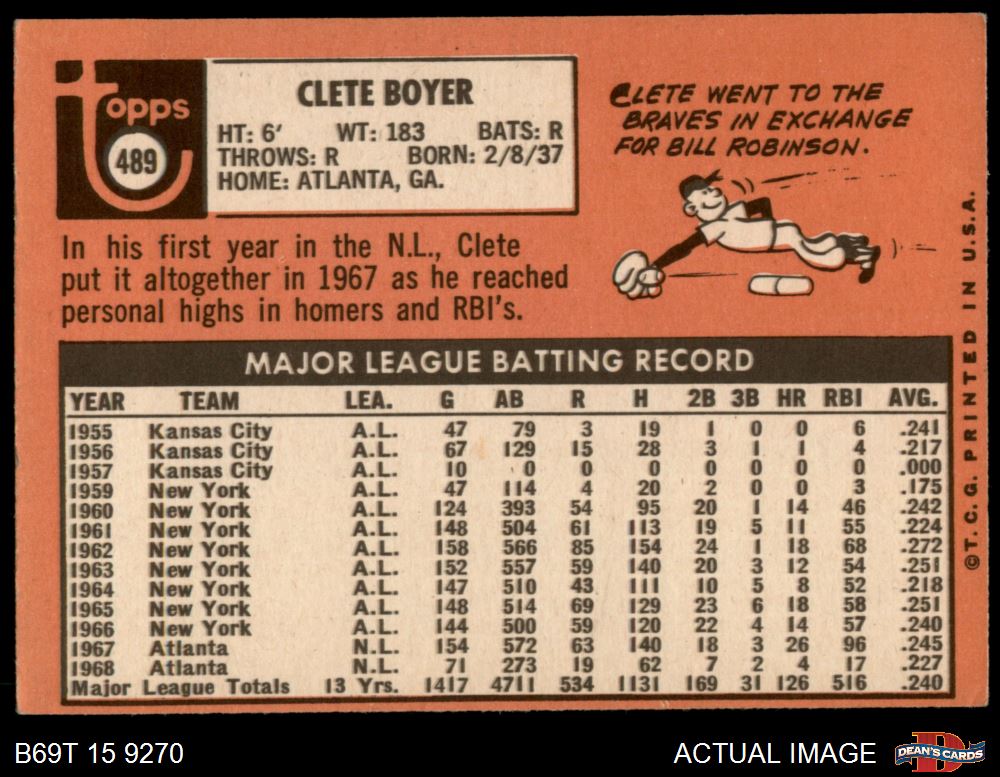 topps
489
CLETE BOYER
HT: 6' WT: 183 BATS: R
THROWS: R BORN: 2/8/37
HOME: ATLANTA, GA.
CLETE WENT TO THE
BRAVES IN EXCHANGE
FOR BILL ROBINSON.
In his first year in the N.L., Clete
put it altogether in 1967 as he reached
personal highs in homers and RBI's.
MAJOR LEAGUE BATTING RECORD
YEAR TEAM LEA. G AB R H 2B 3B HR RBI AVG.
1955 Kansas City A.L. 47 79 3 19 1 0 0 6 .241
1956 Kansas City A.L. 67 129 15 28 3 1 1 4 .217
1957 Kansas City A.L. 10 0 0 0 0 0 0 0 .000
1959 New York A.L. 47 114 4 20 2 0 0 3 .175
1960 New York A.L. 124 393 54 95 20 1 14 46 .242
1961 New York A.L. 148 504 61 113 19 5 11 55 .224
1962 New York A.L. 158 566 85 154 24 1 18 68 .272
1963 New York A.L. 152 557 59 140 20 3 12 54 .251
1964 New York A.L. 147 510 43 111 10 5 8 52 .218
1965 New York A.L. 148 514 69 129 23 6 18 58 .251
1966 New York A.L. 144 500 59 120 22 4 14 57 .240
1967 Atlanta N.L. 154 572 63 140 18 3 26 96 .245
1968 Atlanta N.L. 71 273 19 62 7 2 4 17 .227
Major League Totals 13 Yrs. 1417 4711 534 1131 169 31 126 516 .240
©T.C.G. PRINTED IN U.S.A.
B69T 15 9270
ACTUAL IMAGE
DEAN'S CARDS